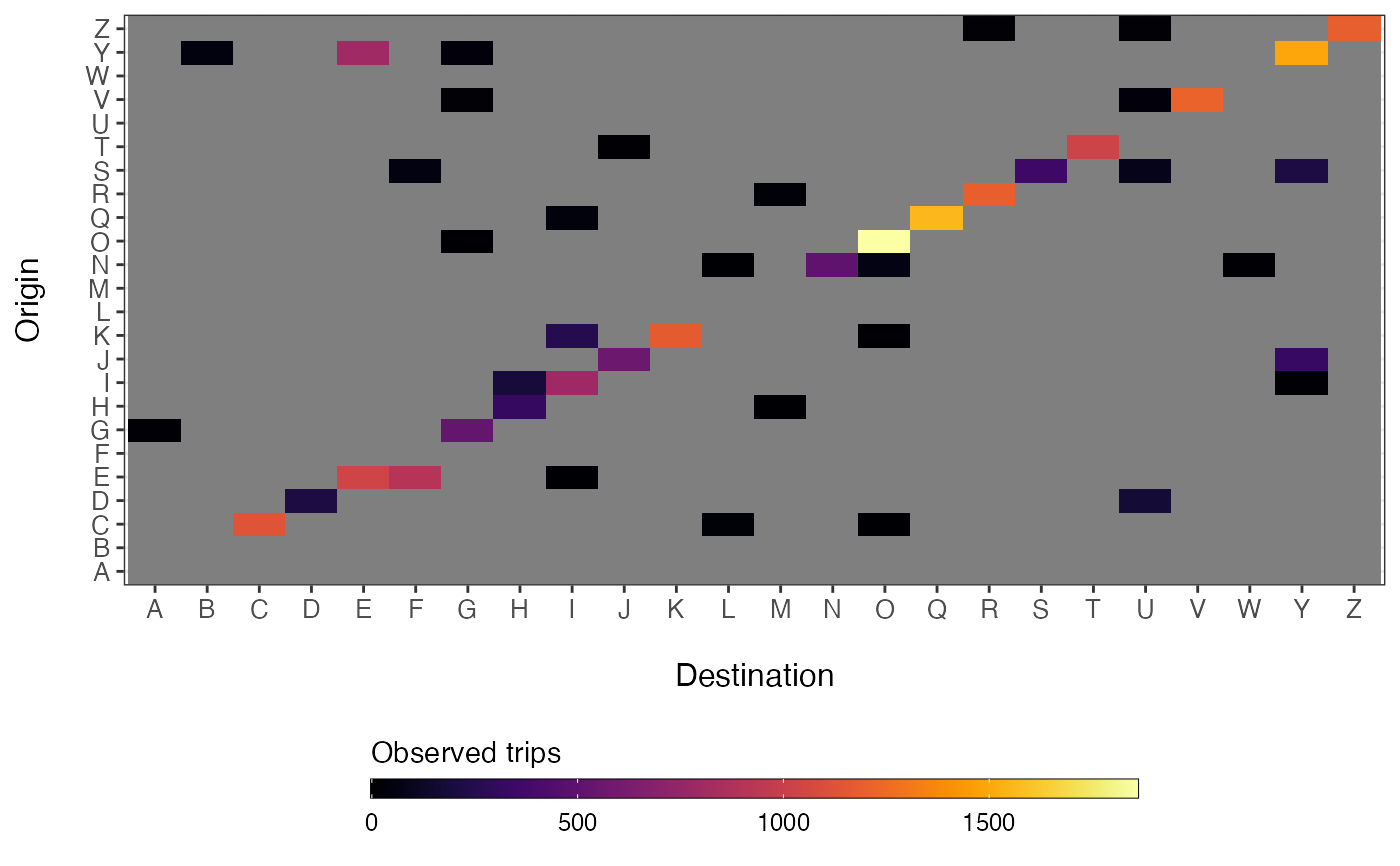 Z
Y
W
V
U
T
S
R
Q
O
N
M
L
K
J
I
H
G
F
E
D
C
B
A
Origin
A B C D E F G H I J K L M N O Q R S T U V W Y Z
Destination
Observed trips
0 500 1000 1500